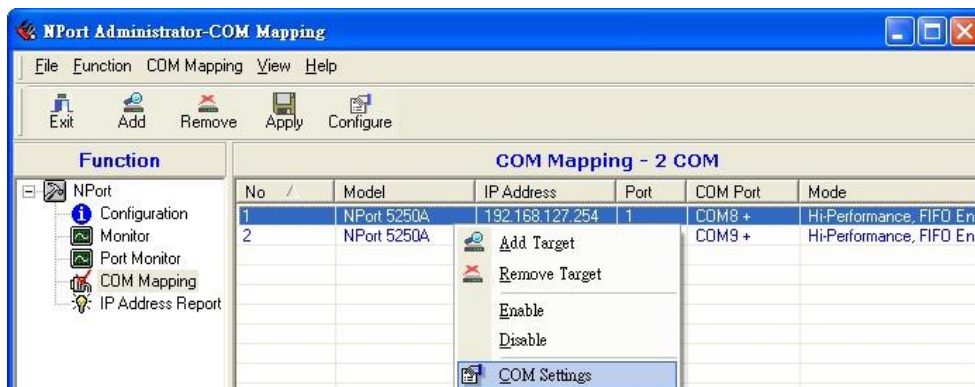 NPort Administrator-COM Mapping
File Function COM Mapping View Help
Exit Add Remove Apply Configure
Function
COM Mapping - 2 COM
NPort
Configuration
Monitor
Port Monitor
COM Mapping
IP Address Report
No Model IP Address Port COM Port Mode
1 NPort 5250A 192.168.127.254 1 COM8 + Hi-Performance, FIFO En
2 NPort 5250A COM9 + Hi-Performance, FIFO En
Add Target
Remove Target
Enable
Disable
COM Settings